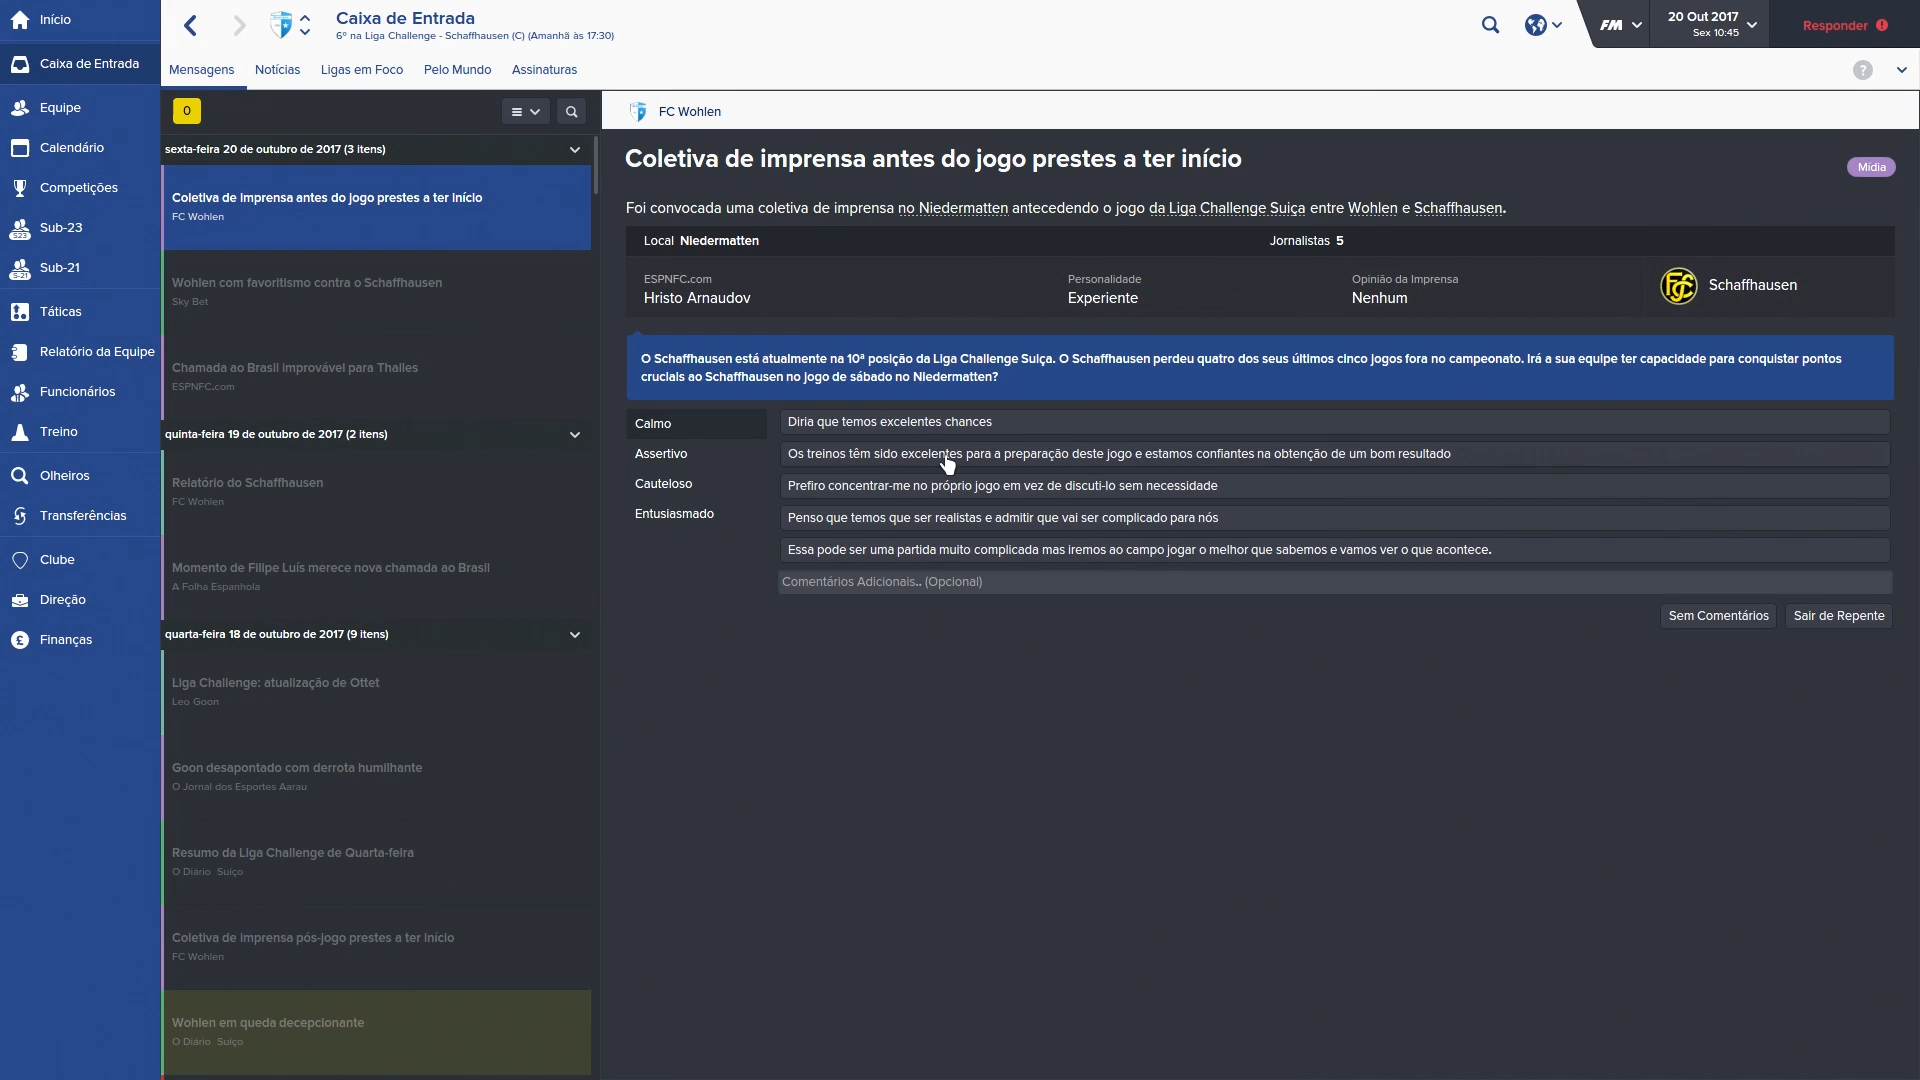 Início
Caixa de Entrada
Equipe
Calendário
Competições
S23
Sub-23
S-21
Sub-21
Táticas
Relatório da Equipe
Funcionários
Treino
Olheiros
Transferências
Clube
Direção
£
Finanças
Caixa de Entrada
6º na Liga Challenge - Schaffhausen (C) (Amanhã às 17:30)
FM
20 Out 2017
Sex 10:45
Responder
Mensagens
Notícias
Ligas em Foco
Pelo Mundo
Assinaturas
?
0
sexta-feira 20 de outubro de 2017 (3 itens)
Coletiva de imprensa antes do jogo prestes a ter início
FC Wohlen
Wohlen com favoritismo contra o Schaffhausen
Sky Bet
Chamada ao Brasil improvável para Thalles
ESPNFC.com
quinta-feira 19 de outubro de 2017 (2 itens)
Relatório do Schaffhausen
FC Wohlen
Momento de Filipe Luís merece nova chamada ao Brasil
A Folha Espanhola
quarta-feira 18 de outubro de 2017 (9 itens)
Liga Challenge: atualização de Ottet
Leo Goon
Goon desapontado com derrota humilhante
O Jornal dos Esportes Aarau
Resumo da Liga Challenge de Quarta-feira
O Diário Suíço
Coletiva de imprensa pós-jogo prestes a ter início
FC Wohlen
Wohlen em queda decepcionante
O Diário Suíço
FC Wohlen
Coletiva de imprensa antes do jogo prestes a ter início
Mídia
Foi convocada uma coletiva de imprensa no Niedermatten antecedendo o jogo da Liga Challenge Suiça entre Wohlen e Schaffhausen.
Local Niedermatten
Jornalistas 5
ESPNFC.com
Hristo Arnaudov
Personalidade
Experiente
Opinião da Imprensa
Nenhum
Schaffhausen
O Schaffhausen está atualmente na 10ª posição da Liga Challenge Suiça. O Schaffhausen perdeu quatro dos seus últimos cinco jogos fora no campeonato. Irá a sua equipe ter capacidade para conquistar pontos
cruciais ao Schaffhausen no jogo de sábado no Niedermatten?
Calmo
Assertivo
Cauteloso
Entusiasmado
Diria que temos excelentes chances
Os treinos têm sido excelentes para a preparação deste jogo e estamos confiantes na obtenção de um bom resultado
Prefiro concentrar-me no próprio jogo em vez de discuti-lo sem necessidade
Penso que temos que ser realistas e admitir que vai ser complicado para nós
Essa pode ser uma partida muito complicada mas iremos ao campo jogar o melhor que sabemos e vamos ver o que acontece.
Comentários Adicionais.. (Opcional)
Sem Comentários
Sair de Repente